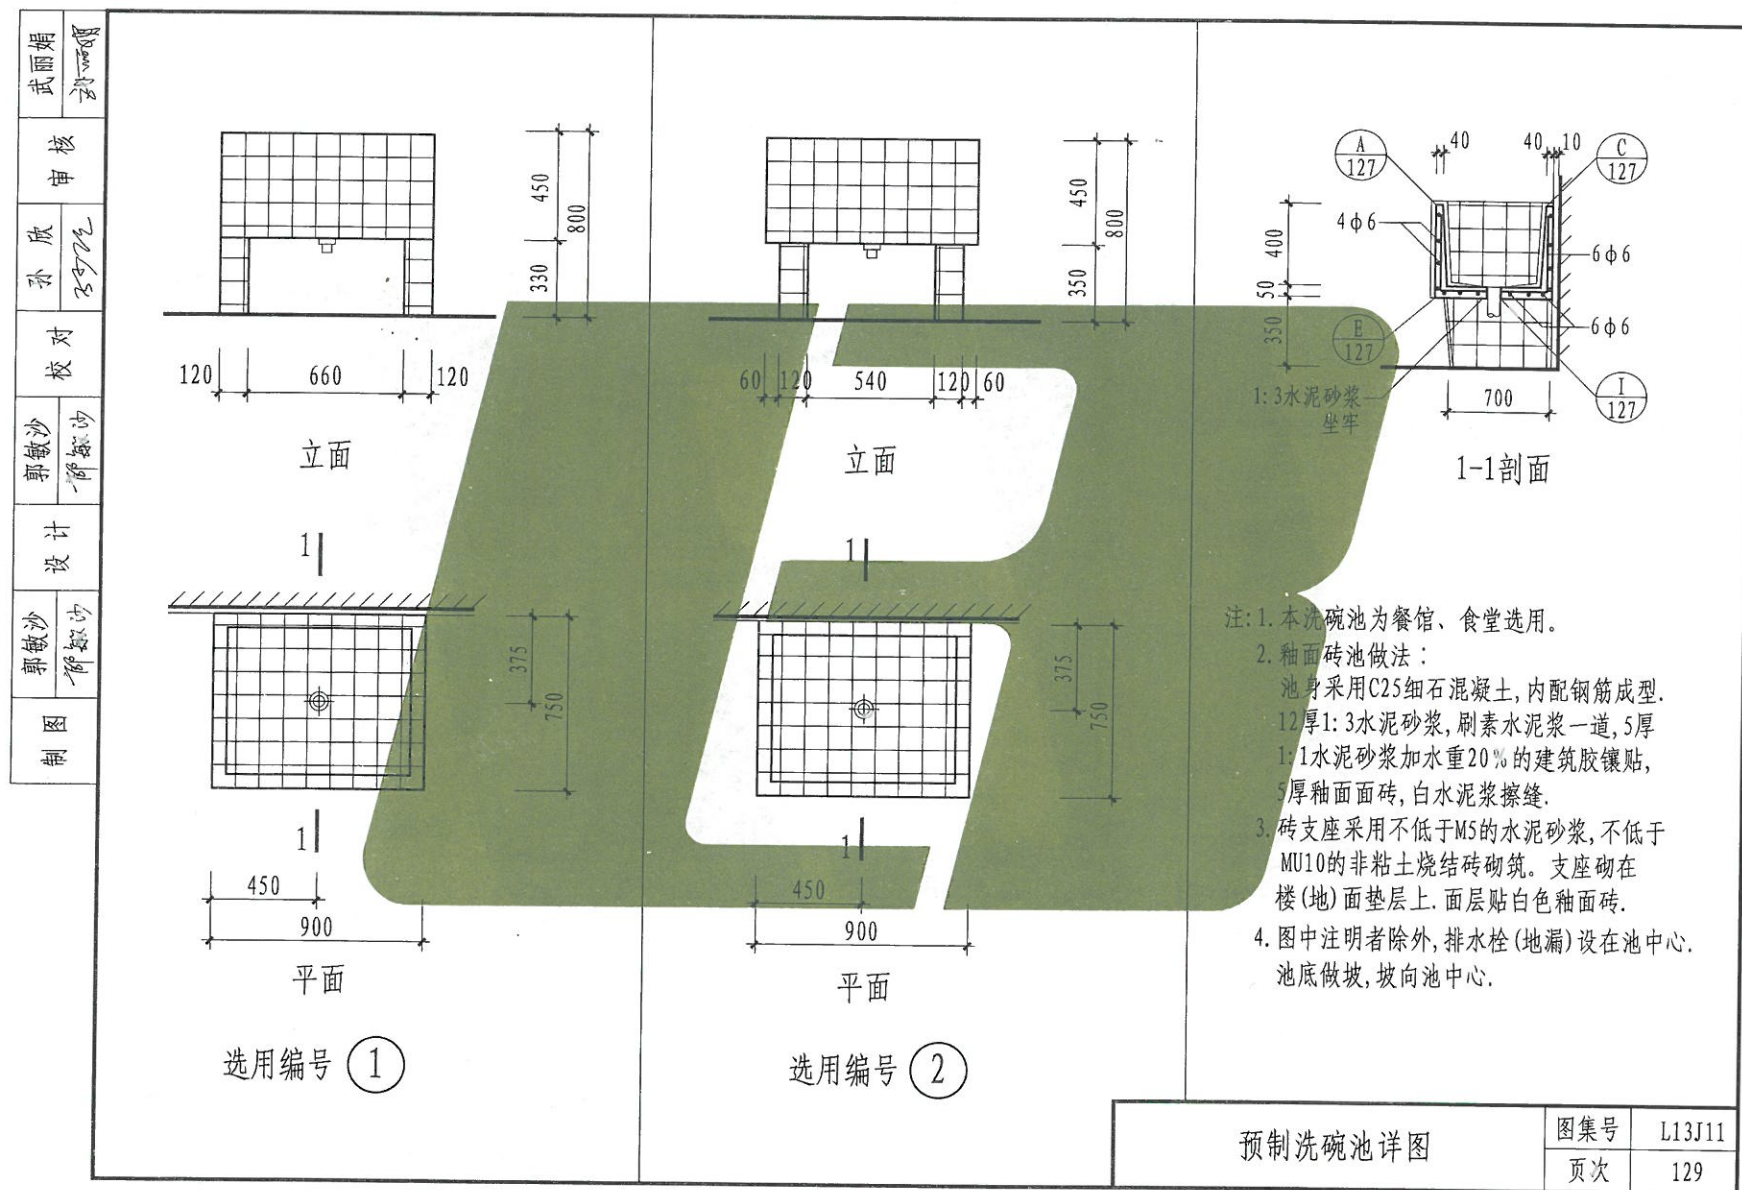 武丽娟
审核
孙欣
校对
郭敏沙
设计
郭敏沙
制图
450
800
330
120
660
120
立面
1
375
750
1
450
900
平面
选用编号 1
450
800
350
60
120
540
120
60
立面
1
375
750
1
450
900
平面
选用编号 2
A
127
40
40
10
C
127
4φ6
400
6φ6
50
6φ6
350
E
127
1:3水泥砂浆
坐牢
700
I
127
1-1剖面
注:1.本洗碗池为餐馆、食堂选用。
2.釉面砖池做法:
池身采用C25细石混凝土,内配钢筋成型.
12厚1:3水泥砂浆,刷素水泥浆一道,5厚
1:1水泥砂浆加水重20%的建筑胶镶贴,
5厚釉面面砖,白水泥浆擦缝.
3.砖支座采用不低于M5的水泥砂浆,不低于
MU10的非粘土烧结砖砌筑。支座砌在
楼(地)面垫层上.面层贴白色釉面砖.
4.图中注明者除外,排水栓(地漏)设在池中心.
池底做坡,坡向池中心.
预制洗碗池详图
图集号 L13J11
页次 129